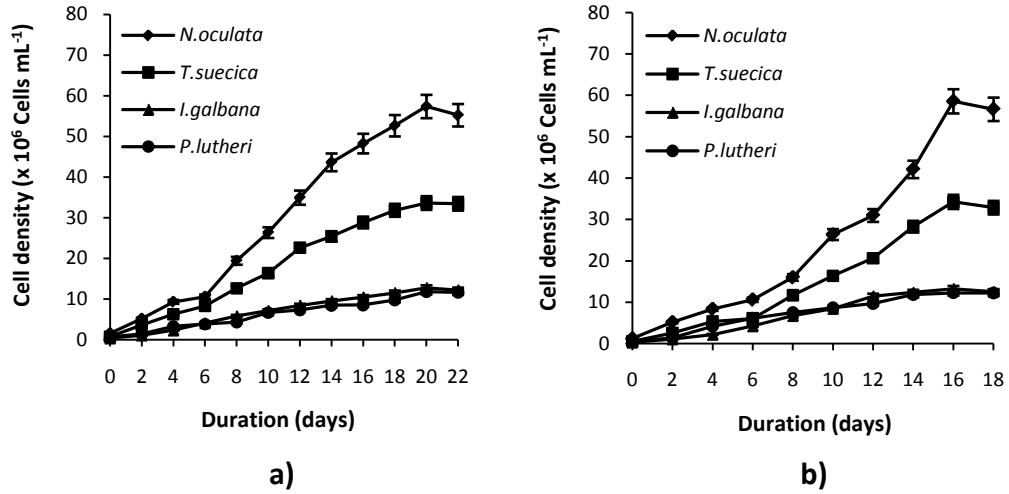 80
70
60
50
40
30
20
10
0
Cell density (x 10⁶ Cells mL⁻¹)
N.oculata
T.suecica
I.galbana
P.lutheri
0 2 4 6 8 10 12 14 16 18 20 22
Duration (days)
a)
80
70
60
50
40
30
20
10
0
Cell density (x 10⁶ Cells mL⁻¹)
N.oculata
T.suecica
I.galbana
P.lutheri
0 2 4 6 8 10 12 14 16 18
Duration (days)
b)